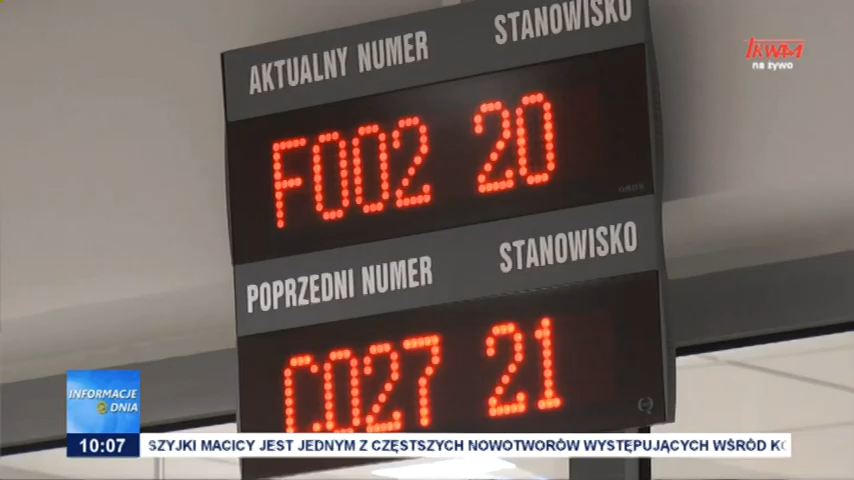 AKTUALNY NUMER STANOWISKO
F002 20
POPRZEDNI NUMER STANOWISKO
C027 21
TRWAM
na żywo
INFORMACJE
DNIA
10:07 SZYJKI MACICY JEST JEDNYM Z CZĘSTSZYCH NOWOTWORÓW WYSTĘPUJĄCYCH WŚRÓD